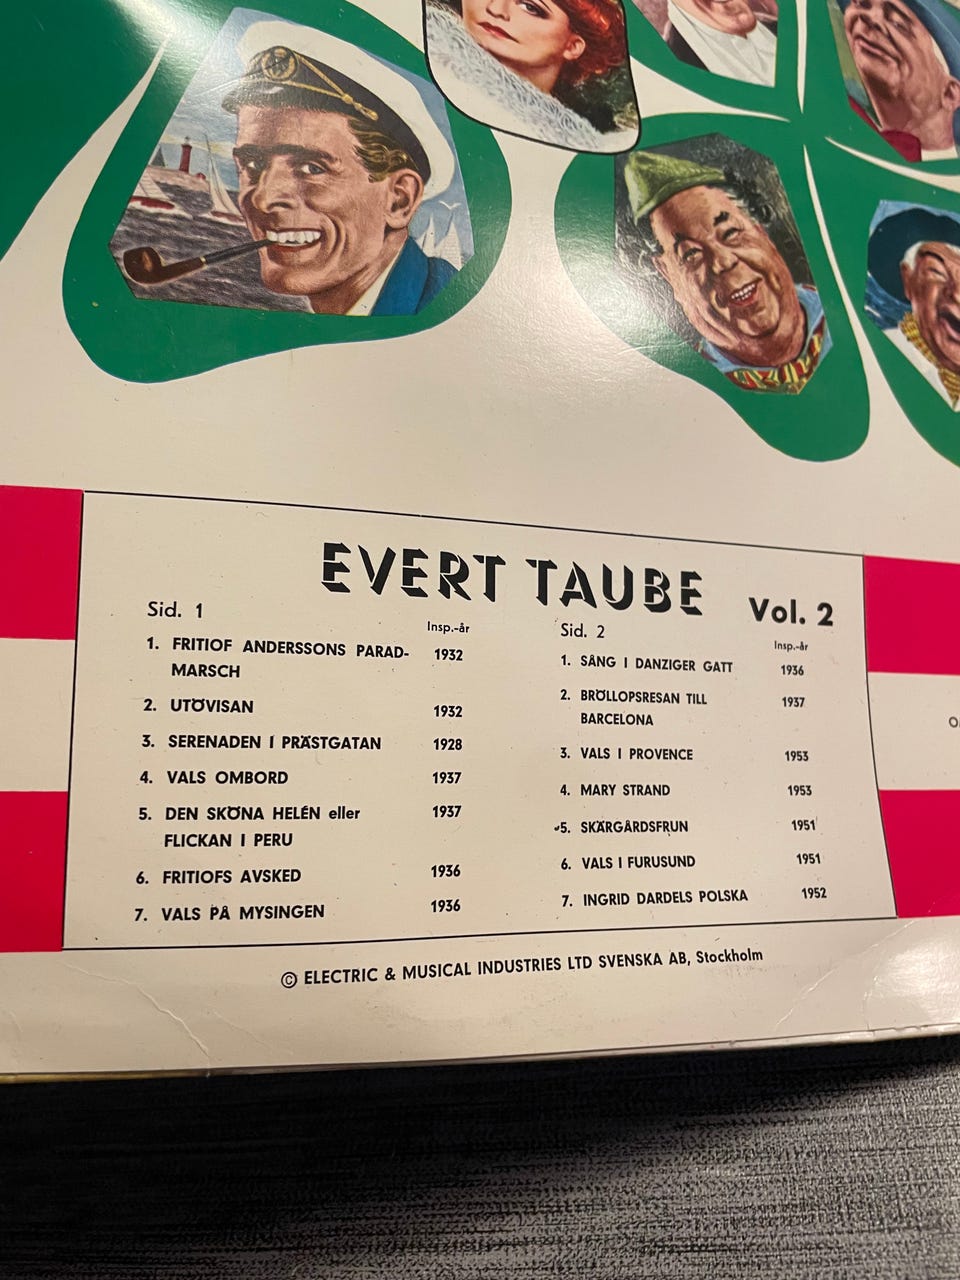 EVERT TAUBE
Vol. 2
Sid. 1
Insp.-år
1. FRITIOF ANDERSSONS PARAD- 1932
MARSCH
2. UTÖVISAN 1932
3. SERENADEN I PRÄSTGATAN 1928
4. VALS OMBORD 1937
5. DEN SKÖNA HELÉN eller 1937
FLICKAN I PERU
6. FRITIOFS AVSKED 1936
7. VALS PÅ MYSINGEN 1936
Sid. 2
Insp.-år
1. SÅNG I DANZIGER GATT 1936
2. BRÖLLOPSRESAN TILL 1937
BARCELONA
3. VALS I PROVENCE 1953
4. MARY STRAND 1953
5. SKÄRGÅRDSFRUN 1951
6. VALS I FURUSUND 1951
7. INGRID DARDELS POLSKA 1952
© ELECTRIC & MUSICAL INDUSTRIES LTD SVENSKA AB, Stockholm